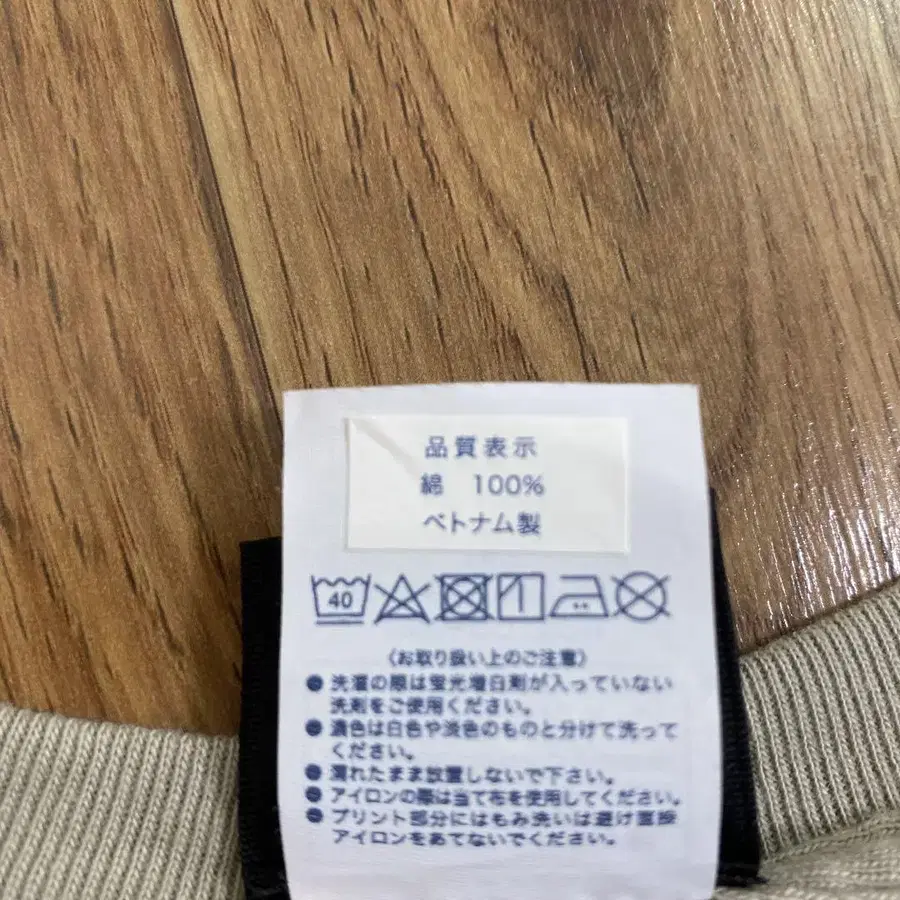 品質表示
綿 100%
ベトナム製
40
〈お取り扱い上のご注意〉
●洗濯の際は蛍光増白剤が入っていない
洗剤をご使用ください。
●濃色は白色や淡色のものと分けて洗って
ください。
●濡れたまま放置しないで下さい。
●アイロンの際は当て布を使用してください。
●プリント部分にはもみ洗いは避け直接
アイロンをあてないでください。